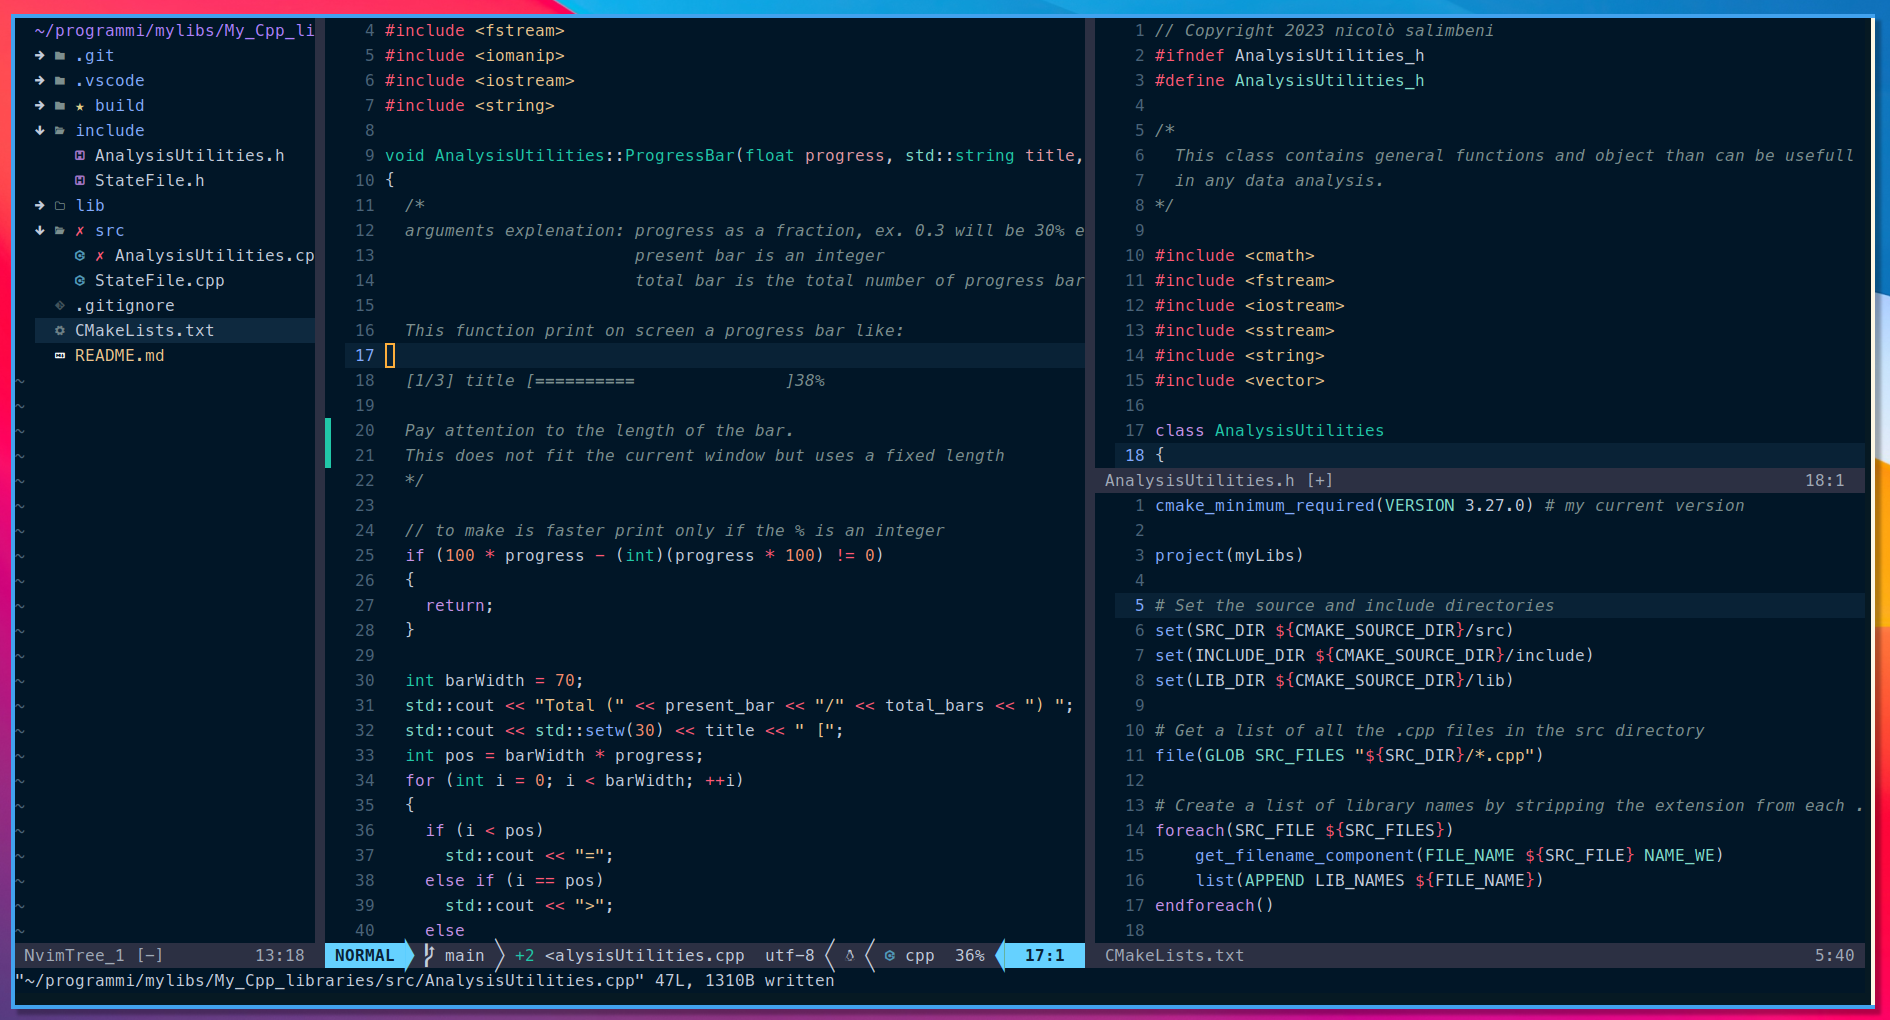 ~/programmi/mylibs/My_Cpp_li
.git
.vscode
build
include
AnalysisUtilities.h
StateFile.h
lib
✗ src
✗ AnalysisUtilities.cp
StateFile.cpp
.gitignore
CMakeLists.txt
README.md
NvimTree_1 [-] 13:18
4 #include <fstream>
5 #include <iomanip>
6 #include <iostream>
7 #include <string>
8
9 void AnalysisUtilities::ProgressBar(float progress, std::string title,
10 {
11 /*
12 arguments explenation: progress as a fraction, ex. 0.3 will be 30% e
13 present bar is an integer
14 total bar is the total number of progress bar
15
16 This function print on screen a progress bar like:
17
18 [1/3] title [========== ]38%
19
20 Pay attention to the length of the bar.
21 This does not fit the current window but uses a fixed length
22 */
23
24 // to make is faster print only if the % is an integer
25 if (100 * progress - (int)(progress * 100) != 0)
26 {
27 return;
28 }
29
30 int barWidth = 70;
31 std::cout << "Total (" << present_bar << "/" << total_bars << ") ";
32 std::cout << std::setw(30) << title << " [";
33 int pos = barWidth * progress;
34 for (int i = 0; i < barWidth; ++i)
35 {
36 if (i < pos)
37 std::cout << "=";
38 else if (i == pos)
39 std::cout << ">";
40 else
NORMAL main +2 <alysisUtilities.cpp utf-8 cpp 36% 17:1
1 // Copyright 2023 nicolò salimbeni
2 #ifndef AnalysisUtilities_h
3 #define AnalysisUtilities_h
4
5 /*
6 This class contains general functions and object than can be usefull
7 in any data analysis.
8 */
9
10 #include <cmath>
11 #include <fstream>
12 #include <iostream>
13 #include <sstream>
14 #include <string>
15 #include <vector>
16
17 class AnalysisUtilities
18 {
AnalysisUtilities.h [+] 18:1
1 cmake_minimum_required(VERSION 3.27.0) # my current version
2
3 project(myLibs)
4
5 # Set the source and include directories
6 set(SRC_DIR ${CMAKE_SOURCE_DIR}/src)
7 set(INCLUDE_DIR ${CMAKE_SOURCE_DIR}/include)
8 set(LIB_DIR ${CMAKE_SOURCE_DIR}/lib)
9
10 # Get a list of all the .cpp files in the src directory
11 file(GLOB SRC_FILES "${SRC_DIR}/*.cpp")
12
13 # Create a list of library names by stripping the extension from each .
14 foreach(SRC_FILE ${SRC_FILES})
15 get_filename_component(FILE_NAME ${SRC_FILE} NAME_WE)
16 list(APPEND LIB_NAMES ${FILE_NAME})
17 endforeach()
18
CMakeLists.txt 5:40
"~/programmi/mylibs/My_Cpp_libraries/src/AnalysisUtilities.cpp" 47L, 1310B written